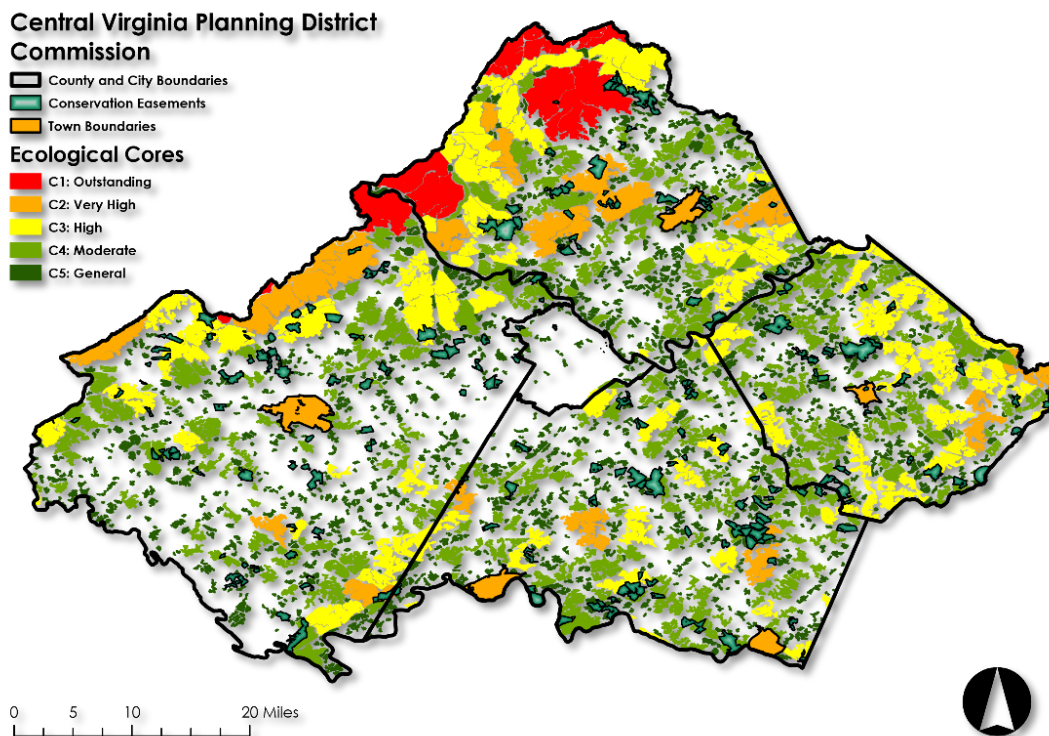 Central Virginia Planning District
Commission
County and City Boundaries
Conservation Easements
Town Boundaries
Ecological Cores
C1: Outstanding
C2: Very High
C3: High
C4: Moderate
C5: General
0 5 10 20 Miles